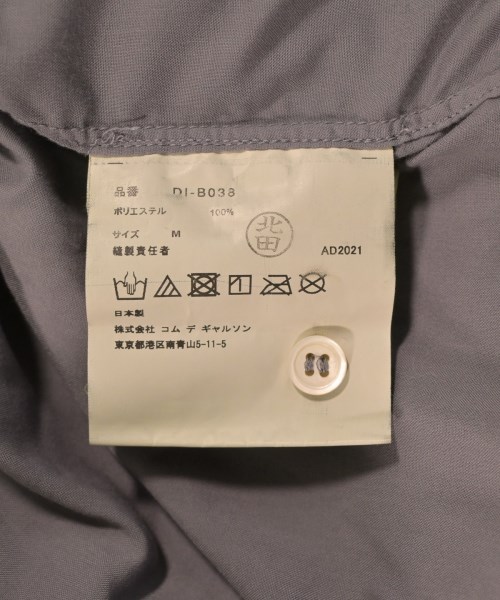 品番 DI-B038
ポリエステル 100%
サイズ M
北田
縫製責任者 AD2021
日本製
株式会社 コム デ ギャルソン
東京都港区南青山5-11-5